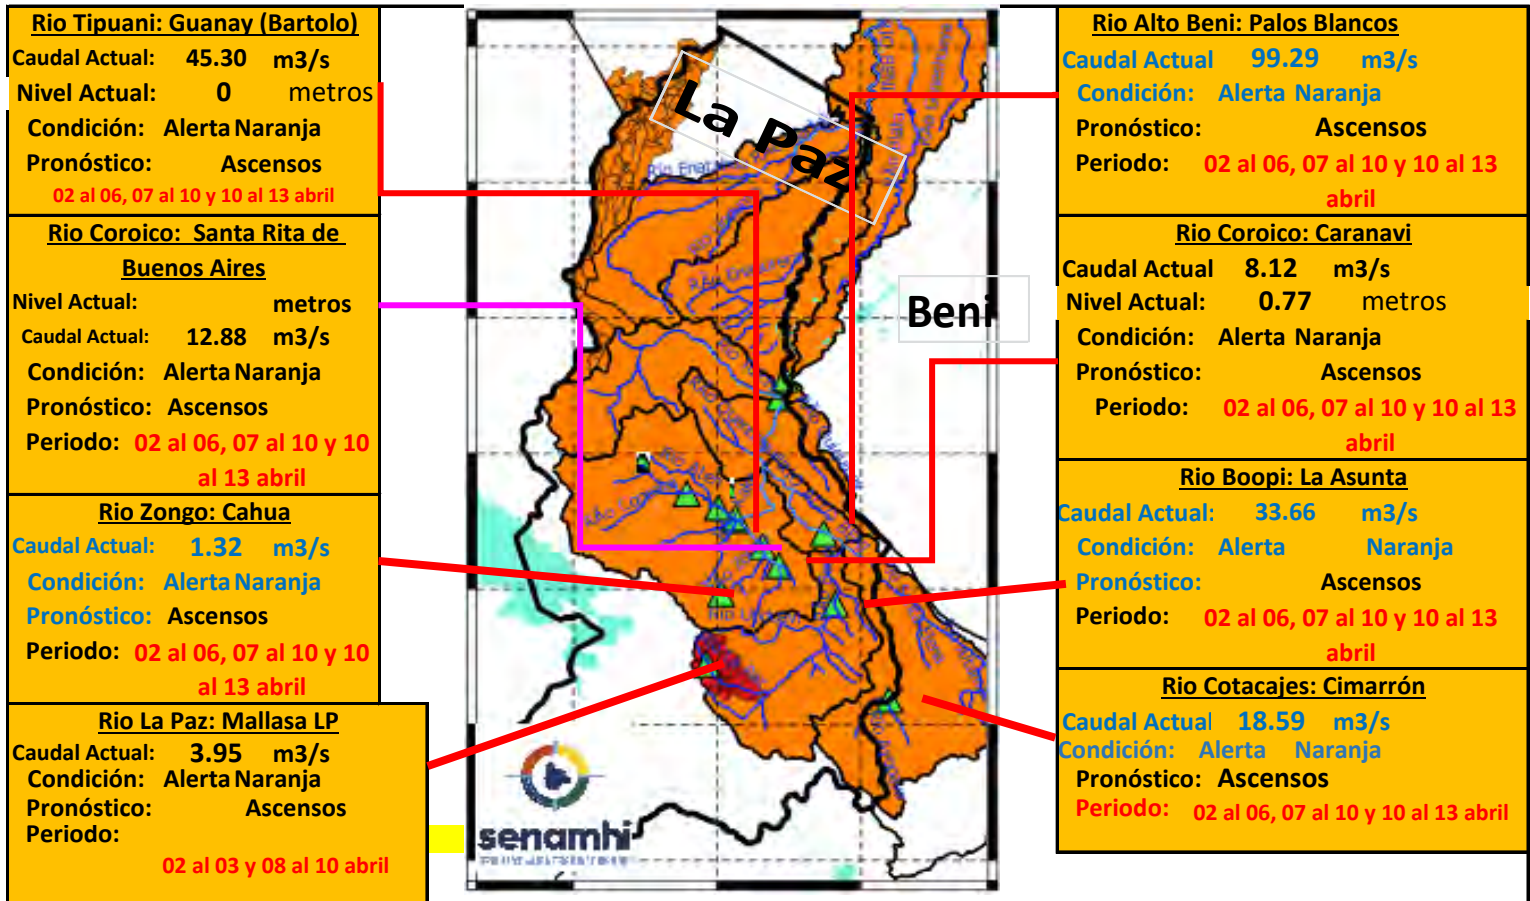 Rio Tipuani: Guanay (Bartolo)
Caudal Actual: 45.30 m3/s
Nivel Actual: 0 metros
Condición: Alerta Naranja
Pronóstico: Ascensos
02 al 06, 07 al 10 y 10 al 13 abril
Rio Coroico: Santa Rita de
Buenos Aires
Nivel Actual: metros
Caudal Actual: 12.88 m3/s
Condición: Alerta Naranja
Pronóstico: Ascensos
Periodo: 02 al 06, 07 al 10 y 10
al 13 abril
Rio Zongo: Cahua
Caudal Actual: 1.32 m3/s
Condición: Alerta Naranja
Pronóstico: Ascensos
Periodo: 02 al 06, 07 al 10 y 10
al 13 abril
Rio La Paz: Mallasa LP
Caudal Actual: 3.95 m3/s
Condición: Alerta Naranja
Pronóstico: Ascensos
Periodo:
02 al 03 y 08 al 10 abril
La Paz
Beni
senamhi
Rio Alto Beni: Palos Blancos
Caudal Actual 99.29 m3/s
Condición: Alerta Naranja
Pronóstico: Ascensos
Periodo: 02 al 06, 07 al 10 y 10 al 13
abril
Rio Coroico: Caranavi
Caudal Actual 8.12 m3/s
Nivel Actual: 0.77 metros
Condición: Alerta Naranja
Pronóstico: Ascensos
Periodo: 02 al 06, 07 al 10 y 10 al 13
abril
Rio Boopi: La Asunta
Caudal Actual: 33.66 m3/s
Condición: Alerta Naranja
Pronóstico: Ascensos
Periodo: 02 al 06, 07 al 10 y 10 al 13
abril
Rio Cotacajes: Cimarrón
Caudal Actual 18.59 m3/s
Condición: Alerta Naranja
Pronóstico: Ascensos
Periodo: 02 al 06, 07 al 10 y 10 al 13 abril